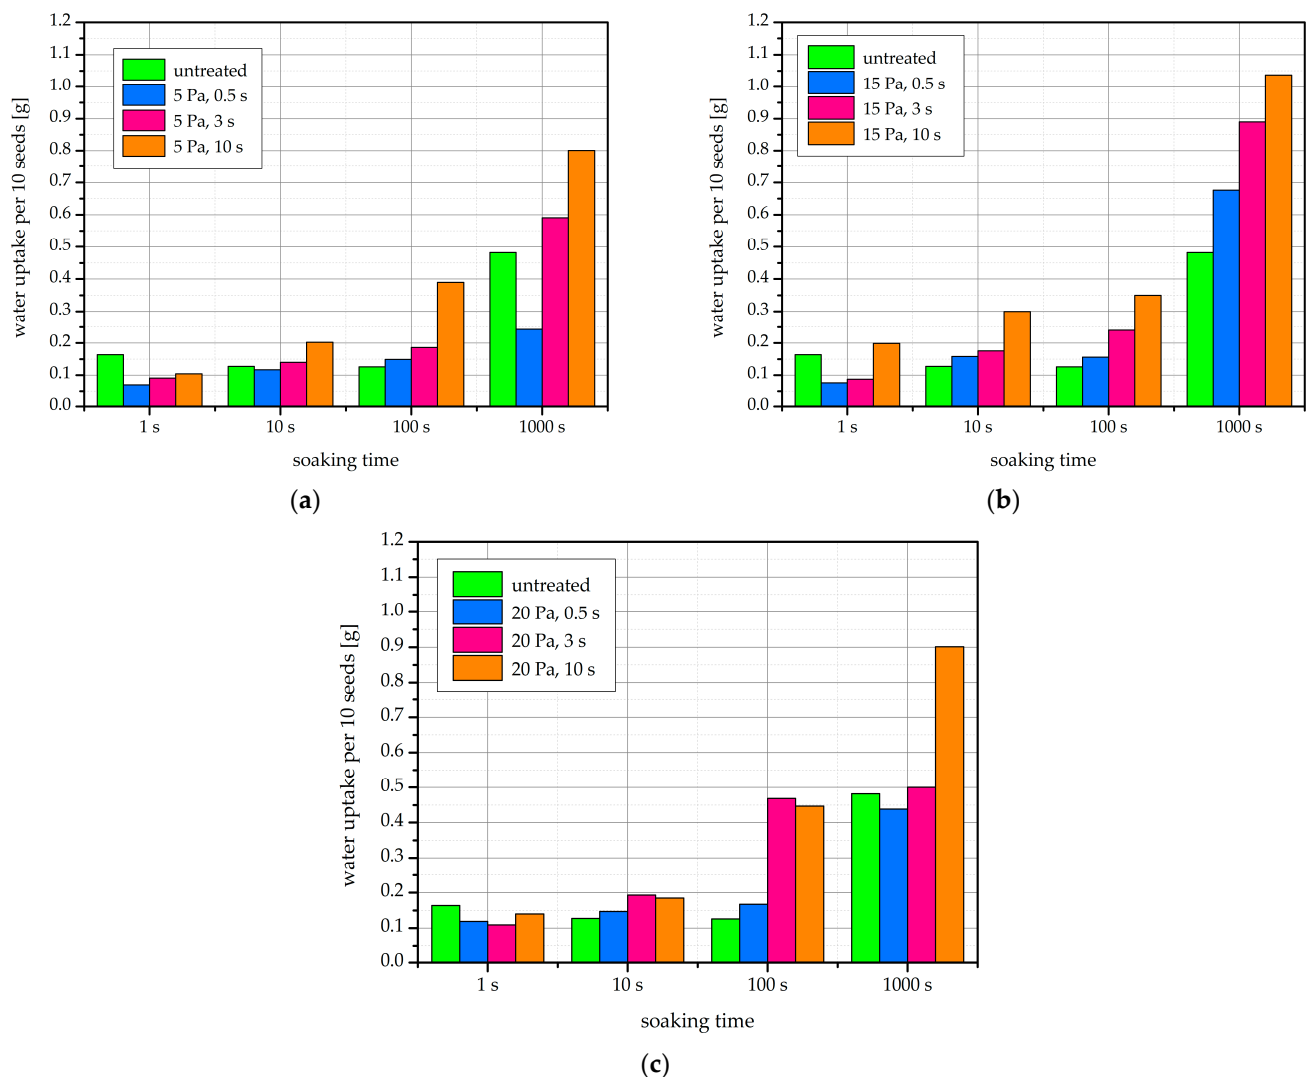 1.2
1.1
1.0
0.9
0.8
0.7
0.6
0.5
0.4
0.3
0.2
0.1
0.0
water uptake per 10 seeds [g]
untreated
5 Pa, 0.5 s
5 Pa, 3 s
5 Pa, 10 s
1 s 10 s 100 s 1000 s
soaking time
(a)
1.2
1.1
1.0
0.9
0.8
0.7
0.6
0.5
0.4
0.3
0.2
0.1
0.0
water uptake per 10 seeds [g]
untreated
15 Pa, 0.5 s
15 Pa, 3 s
15 Pa, 10 s
1 s 10 s 100 s 1000 s
soaking time
(b)
1.2
1.1
1.0
0.9
0.8
0.7
0.6
0.5
0.4
0.3
0.2
0.1
0.0
water uptake per 10 seeds [g]
untreated
20 Pa, 0.5 s
20 Pa, 3 s
20 Pa, 10 s
1 s 10 s 100 s 1000 s
soaking time
(c)